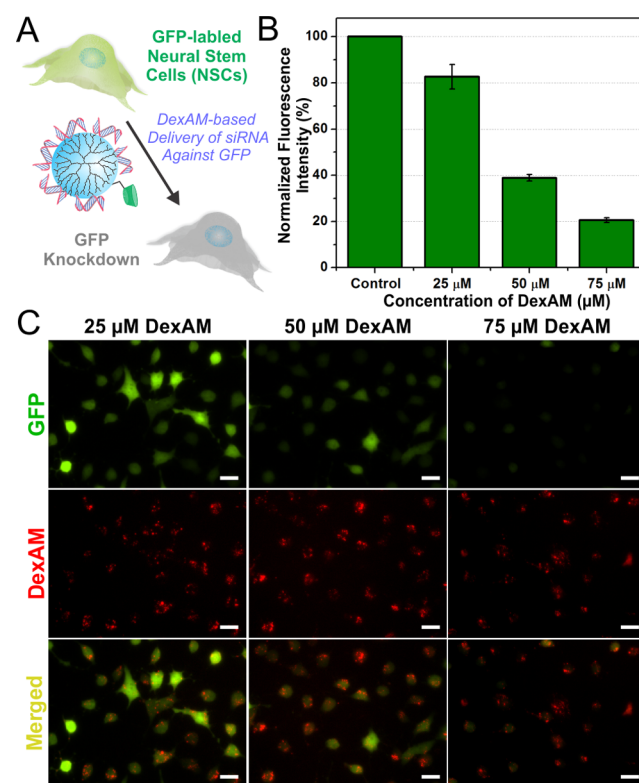 A
GFP-labled
Neural Stem
Cells (NSCs)
DexAM-based
Delivery of siRNA
Against GFP
GFP
Knockdown
B
Normalized Fluorescence
Intensity (%)
100
80
60
40
20
0
Control
25 μM
50 μM
75 μM
Concentration of DexAM (μM)
C
25 μM DexAM
50 μM DexAM
75 μM DexAM
GFP
DexAM
Merged